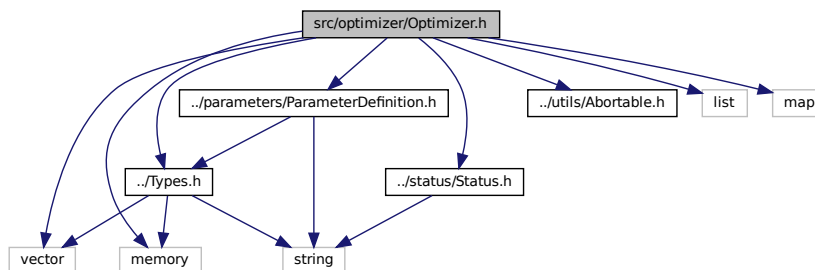 src/optimizer/Optimizer.h
../parameters/ParameterDefinition.h
../utils/Abortable.h
list
map
../Types.h
../status/Status.h
vector
memory
string